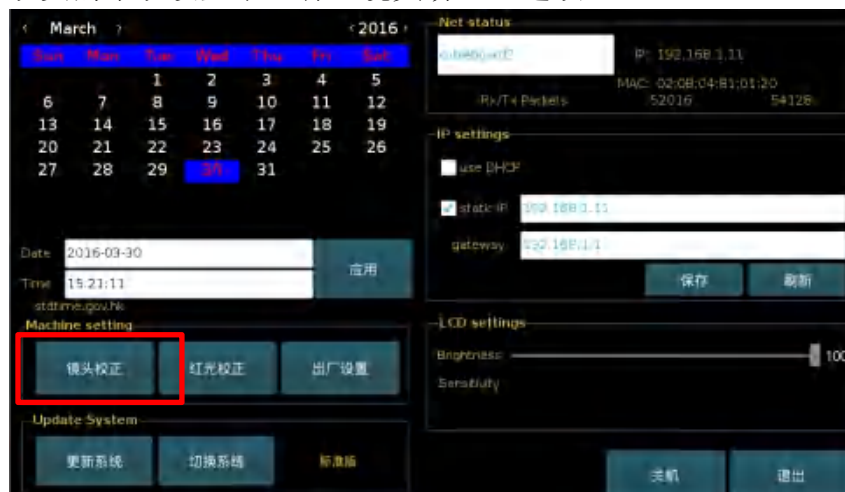 ‹ March › ‹ 2016 ›
Sun Mon Tue Wed Thu Fri Sat
1 2 3 4 5
6 7 8 9 10 11 12
13 14 15 16 17 18 19
20 21 22 23 24 25 26
27 28 29 30 31
Date 2016-03-30
Time 15:21:11
应用
stdtime.gov.hk
Machine setting
镜头校正 红光校正 出厂设置
Update System
更新系统 切换系统 标准版
Net status
IP: 192.168.1.11
MAC: 02:08:04:81:01:20
Rx/Tx Packets 52016 54128
IP settings
use DHCP
static IP 192.168.1.11
gateway 192.168.1.1
保存 刷新
LCD settings
Brightness 100
Sensitivity
关机 退出